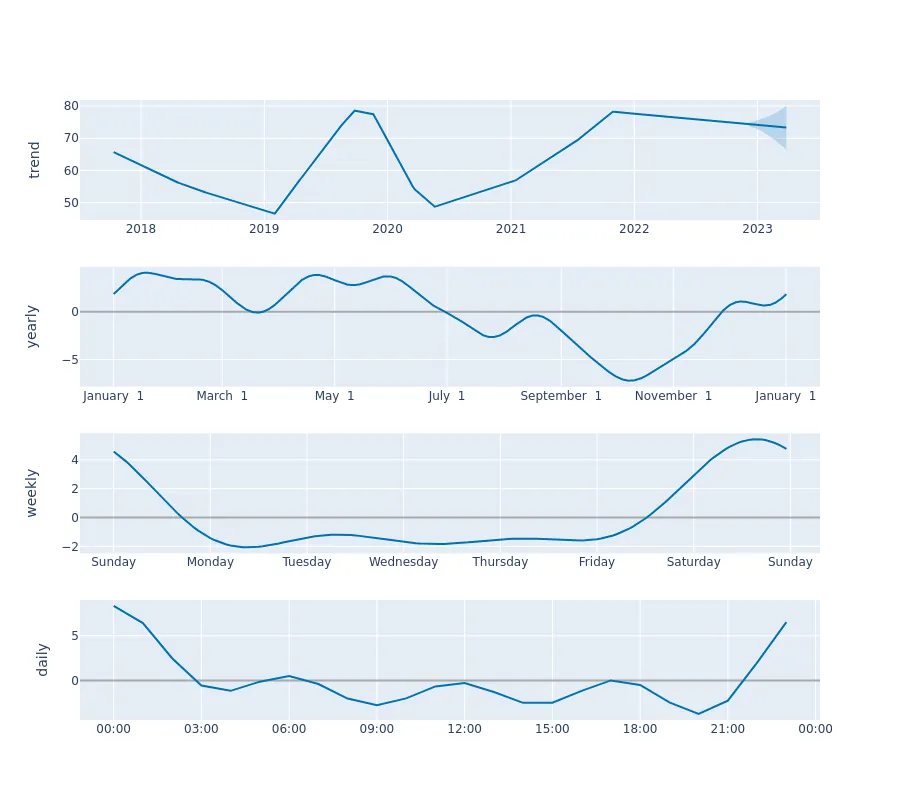 80
70
60
50
trend
2018 2019 2020 2021 2022 2023
0
−5
yearly
January 1 March 1 May 1 July 1 September 1 November 1 January 1
4
2
0
−2
weekly
Sunday Monday Tuesday Wednesday Thursday Friday Saturday Sunday
5
0
daily
00:00 03:00 06:00 09:00 12:00 15:00 18:00 21:00 00:00